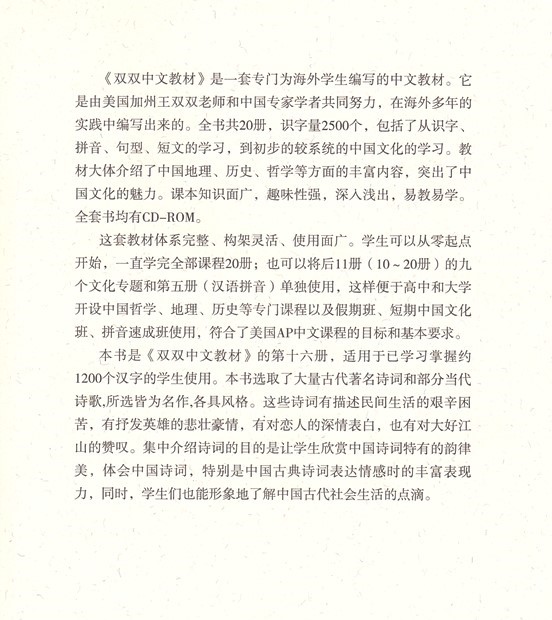 《双双中文教材》是一套专门为海外学生编写的中文教材。它
是由美国加州王双双老师和中国专家学者共同努力，在海外多年的
实践中编写出来的。全书共20册，识字量2500个，包括了从识字、
拼音、句型、短文的学习，到初步的较系统的中国文化的学习。教
材大体介绍了中国地理、历史、哲学等方面的丰富内容，突出了中
国文化的魅力。课本知识面广，趣味性强，深入浅出，易教易学。
全套书均有CD-ROM。
这套教材体系完整、构架灵活、使用面广。学生可以从零起点
开始，一直学完全部课程20册；也可以将后11册（10～20册）的九
个文化专题和第五册（汉语拼音）单独使用，这样便于高中和大学
开设中国哲学、地理、历史等专门课程以及假期班、短期中国文化
班、拼音速成班使用，符合了美国AP中文课程的目标和基本要求。
本书是《双双中文教材》的第十六册，适用于已学习掌握约
1200个汉字的学生使用。本书选取了大量古代著名诗词和部分当代
诗歌,所选皆为名作,各具风格。这些诗词有描述民间生活的艰辛困
苦，有抒发英雄的悲壮豪情，有对恋人的深情表白，也有对大好江
山的赞叹。集中介绍诗词的目的是让学生欣赏中国诗词特有的韵律
美，体会中国诗词，特别是中国古典诗词表达情感时的丰富表现
力，同时，学生们也能形象地了解中国古代社会生活的点滴。